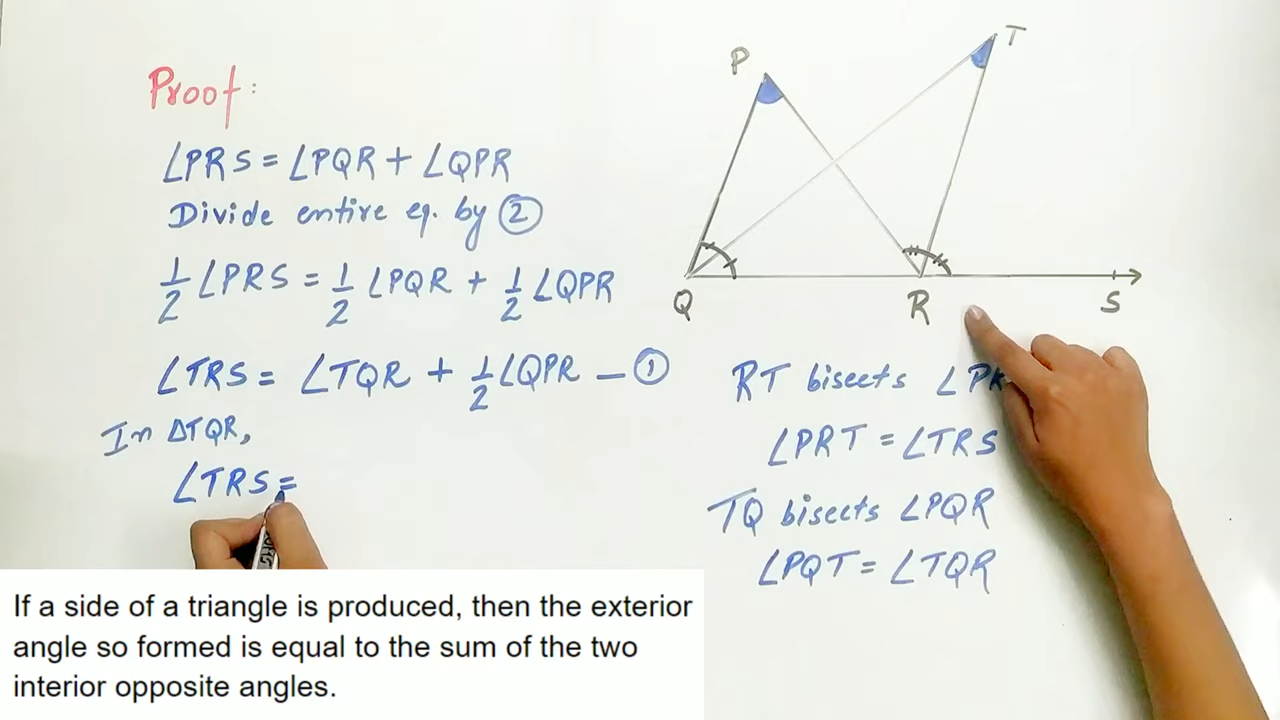 Proof:
∠PRS = ∠PQR + ∠QPR
Divide entire eq. by 2
1/2 ∠PRS = 1/2 ∠PQR + 1/2 ∠QPR
∠TRS = ∠TQR + 1/2 ∠QPR — 1
In ΔTQR,
∠TRS =
P
T
Q
R
S
RT bisects
∠PRT = ∠TRS
TQ bisects ∠PQR
∠PQT = ∠TQR
If a side of a triangle is produced, then the exterior
angle so formed is equal to the sum of the two
interior opposite angles.